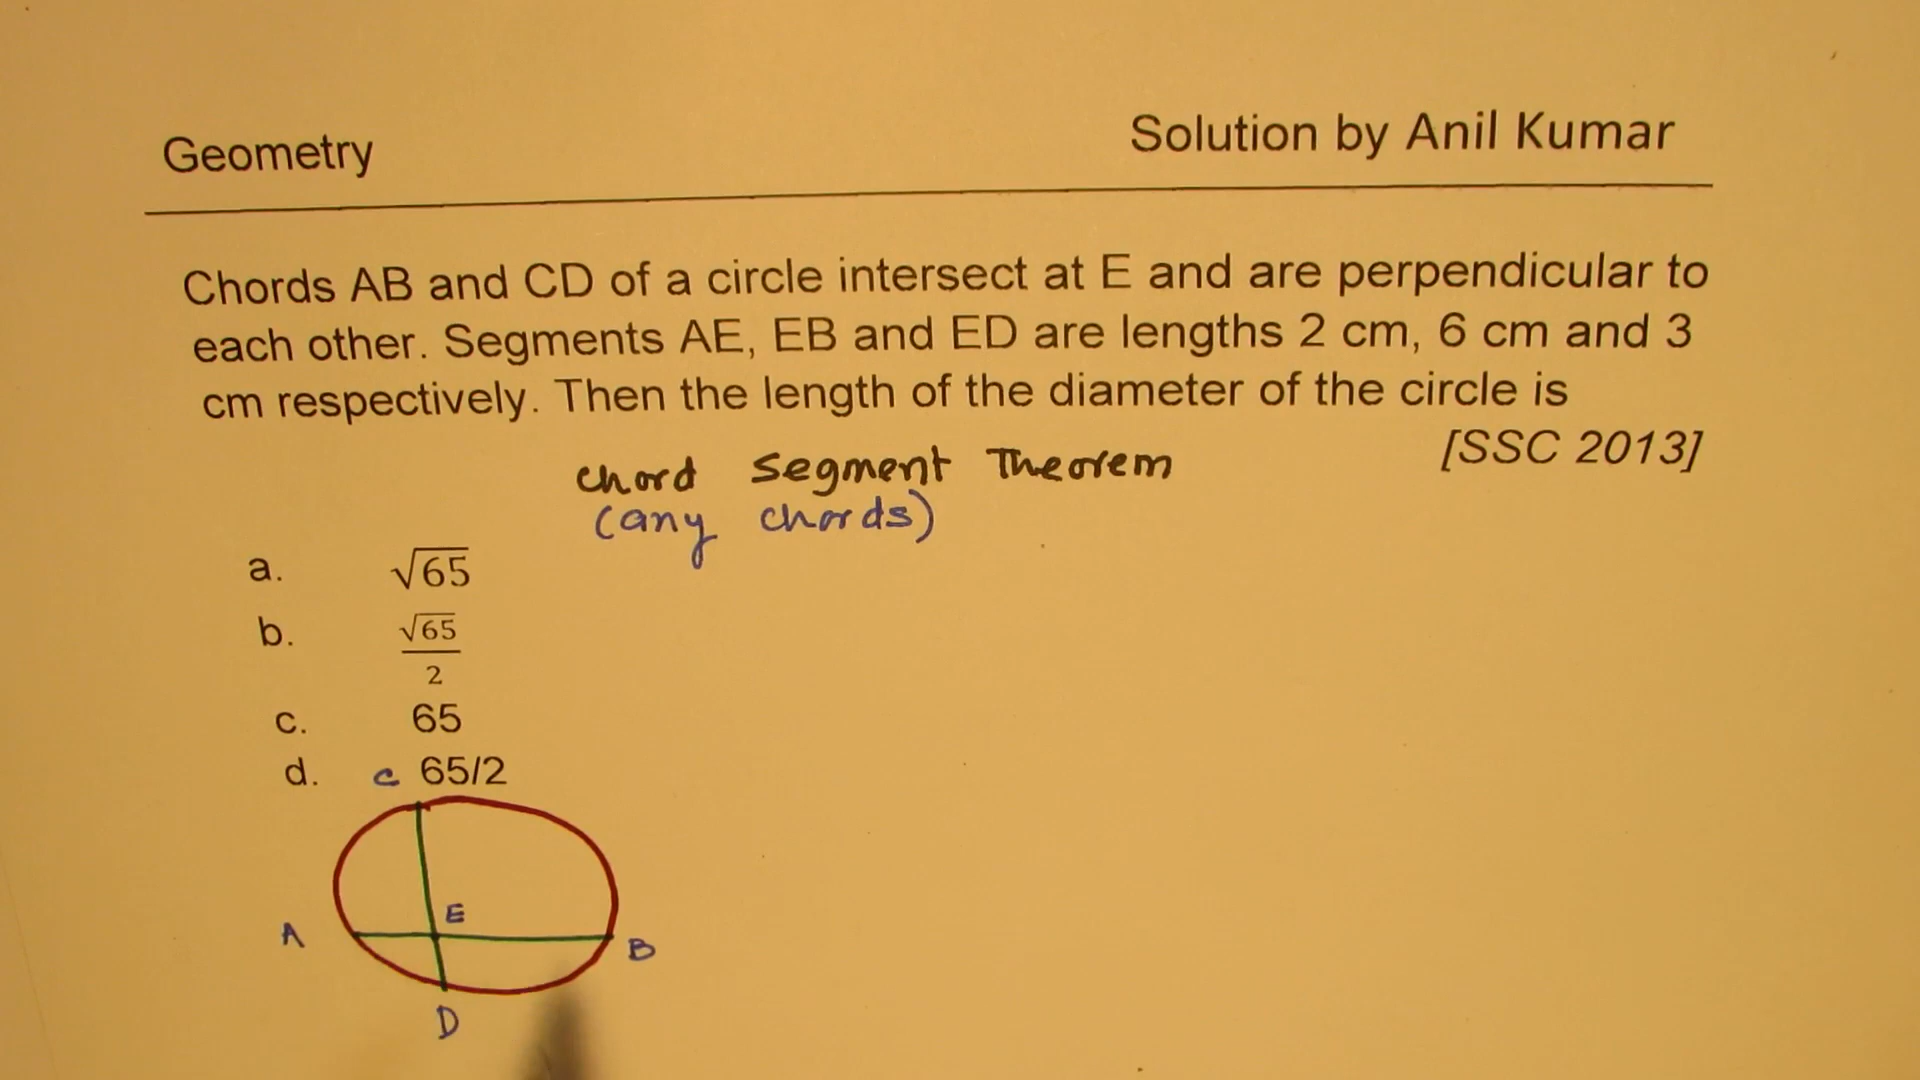 Geometry
Solution by Anil Kumar
Chords AB and CD of a circle intersect at E and are perpendicular to
each other. Segments AE, EB and ED are lengths 2 cm, 6 cm and 3
cm respectively. Then the length of the diameter of the circle is
[SSC 2013]
chord segment Theorem
(any chords)
a. √65
b. √65/2
c. 65
d. 65/2
C
E
A
B
D